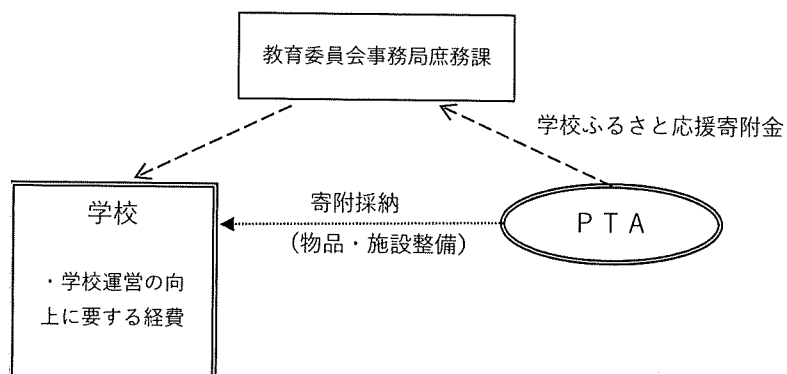 教育委員会事務局庶務課
学校ふるさと応援寄附金
学校
寄附採納
(物品・施設整備)
PTA
・学校運営の向
上に要する経費